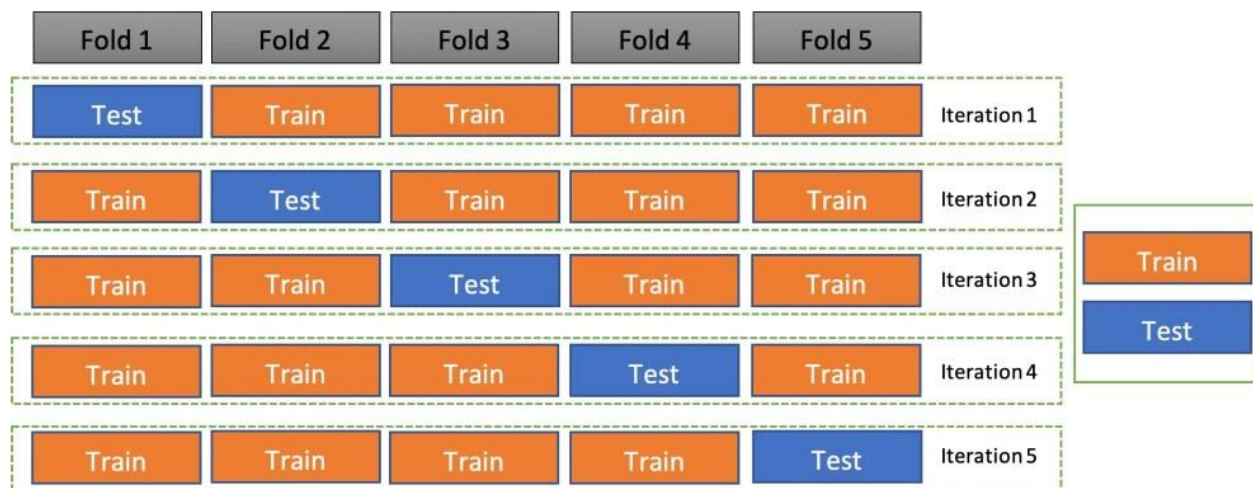 Fold 1 Fold 2 Fold 3 Fold 4 Fold 5
Test Train Train Train Train Iteration 1
Train Test Train Train Train Iteration 2
Train Train Test Train Train Iteration 3
Train Train Train Test Train Iteration 4
Train Train Train Train Test Iteration 5
Train
Test